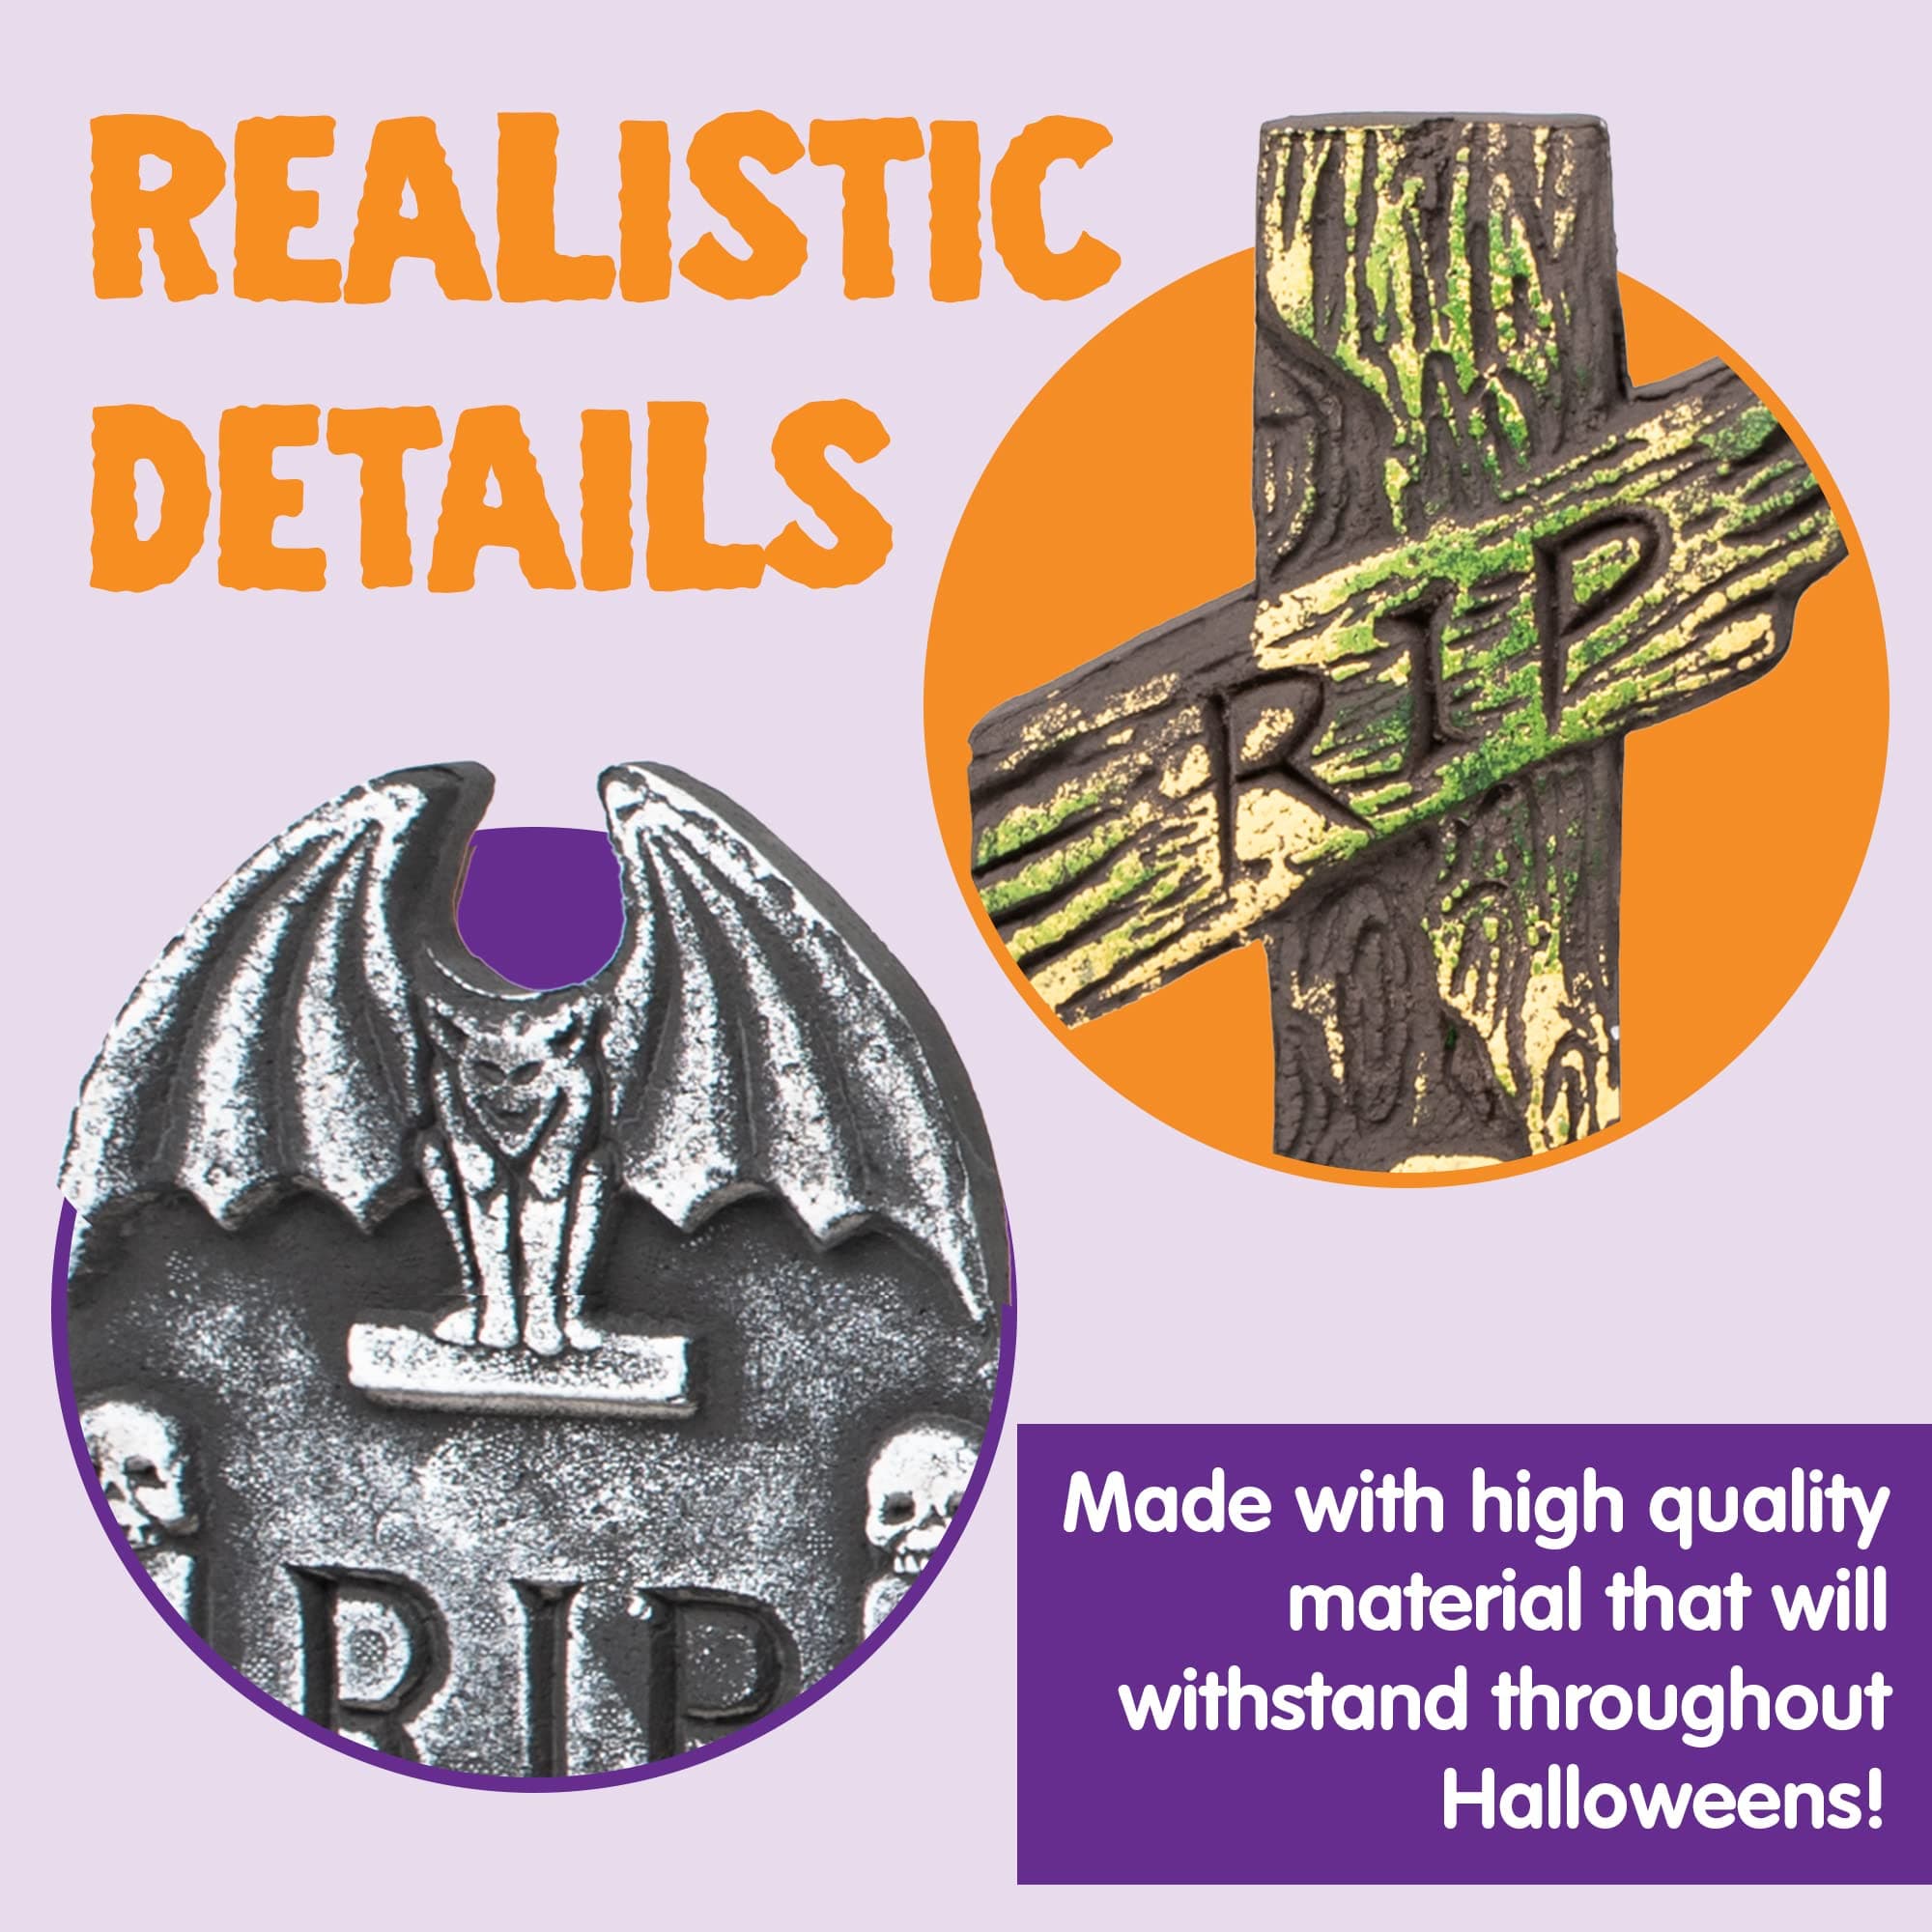 REALISTIC
DETAILS
RIP
RIP
Made with high quality
material that will
withstand throughout
Halloweens!